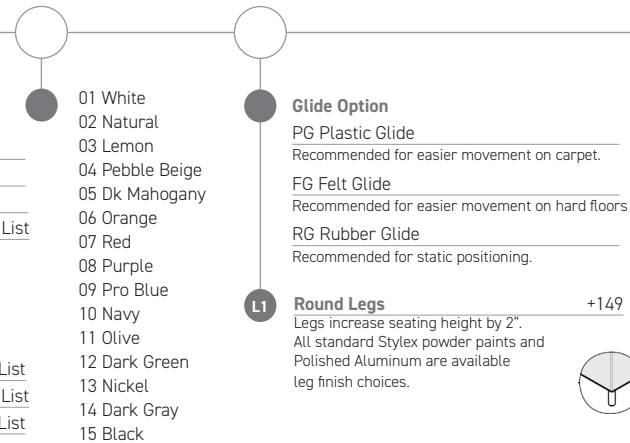 List
List
List
List
01 White
02 Natural
03 Lemon
04 Pebble Beige
05 Dk Mahogany
06 Orange
07 Red
08 Purple
09 Pro Blue
10 Navy
11 Olive
12 Dark Green
13 Nickel
14 Dark Gray
15 Black
Glide Option
PG Plastic Glide
Recommended for easier movement on carpet.
FG Felt Glide
Recommended for easier movement on hard floors
RG Rubber Glide
Recommended for static positioning.
L1 Round Legs +149
Legs increase seating height by 2”.
All standard Stylex powder paints and
Polished Aluminum are available
leg finish choices.